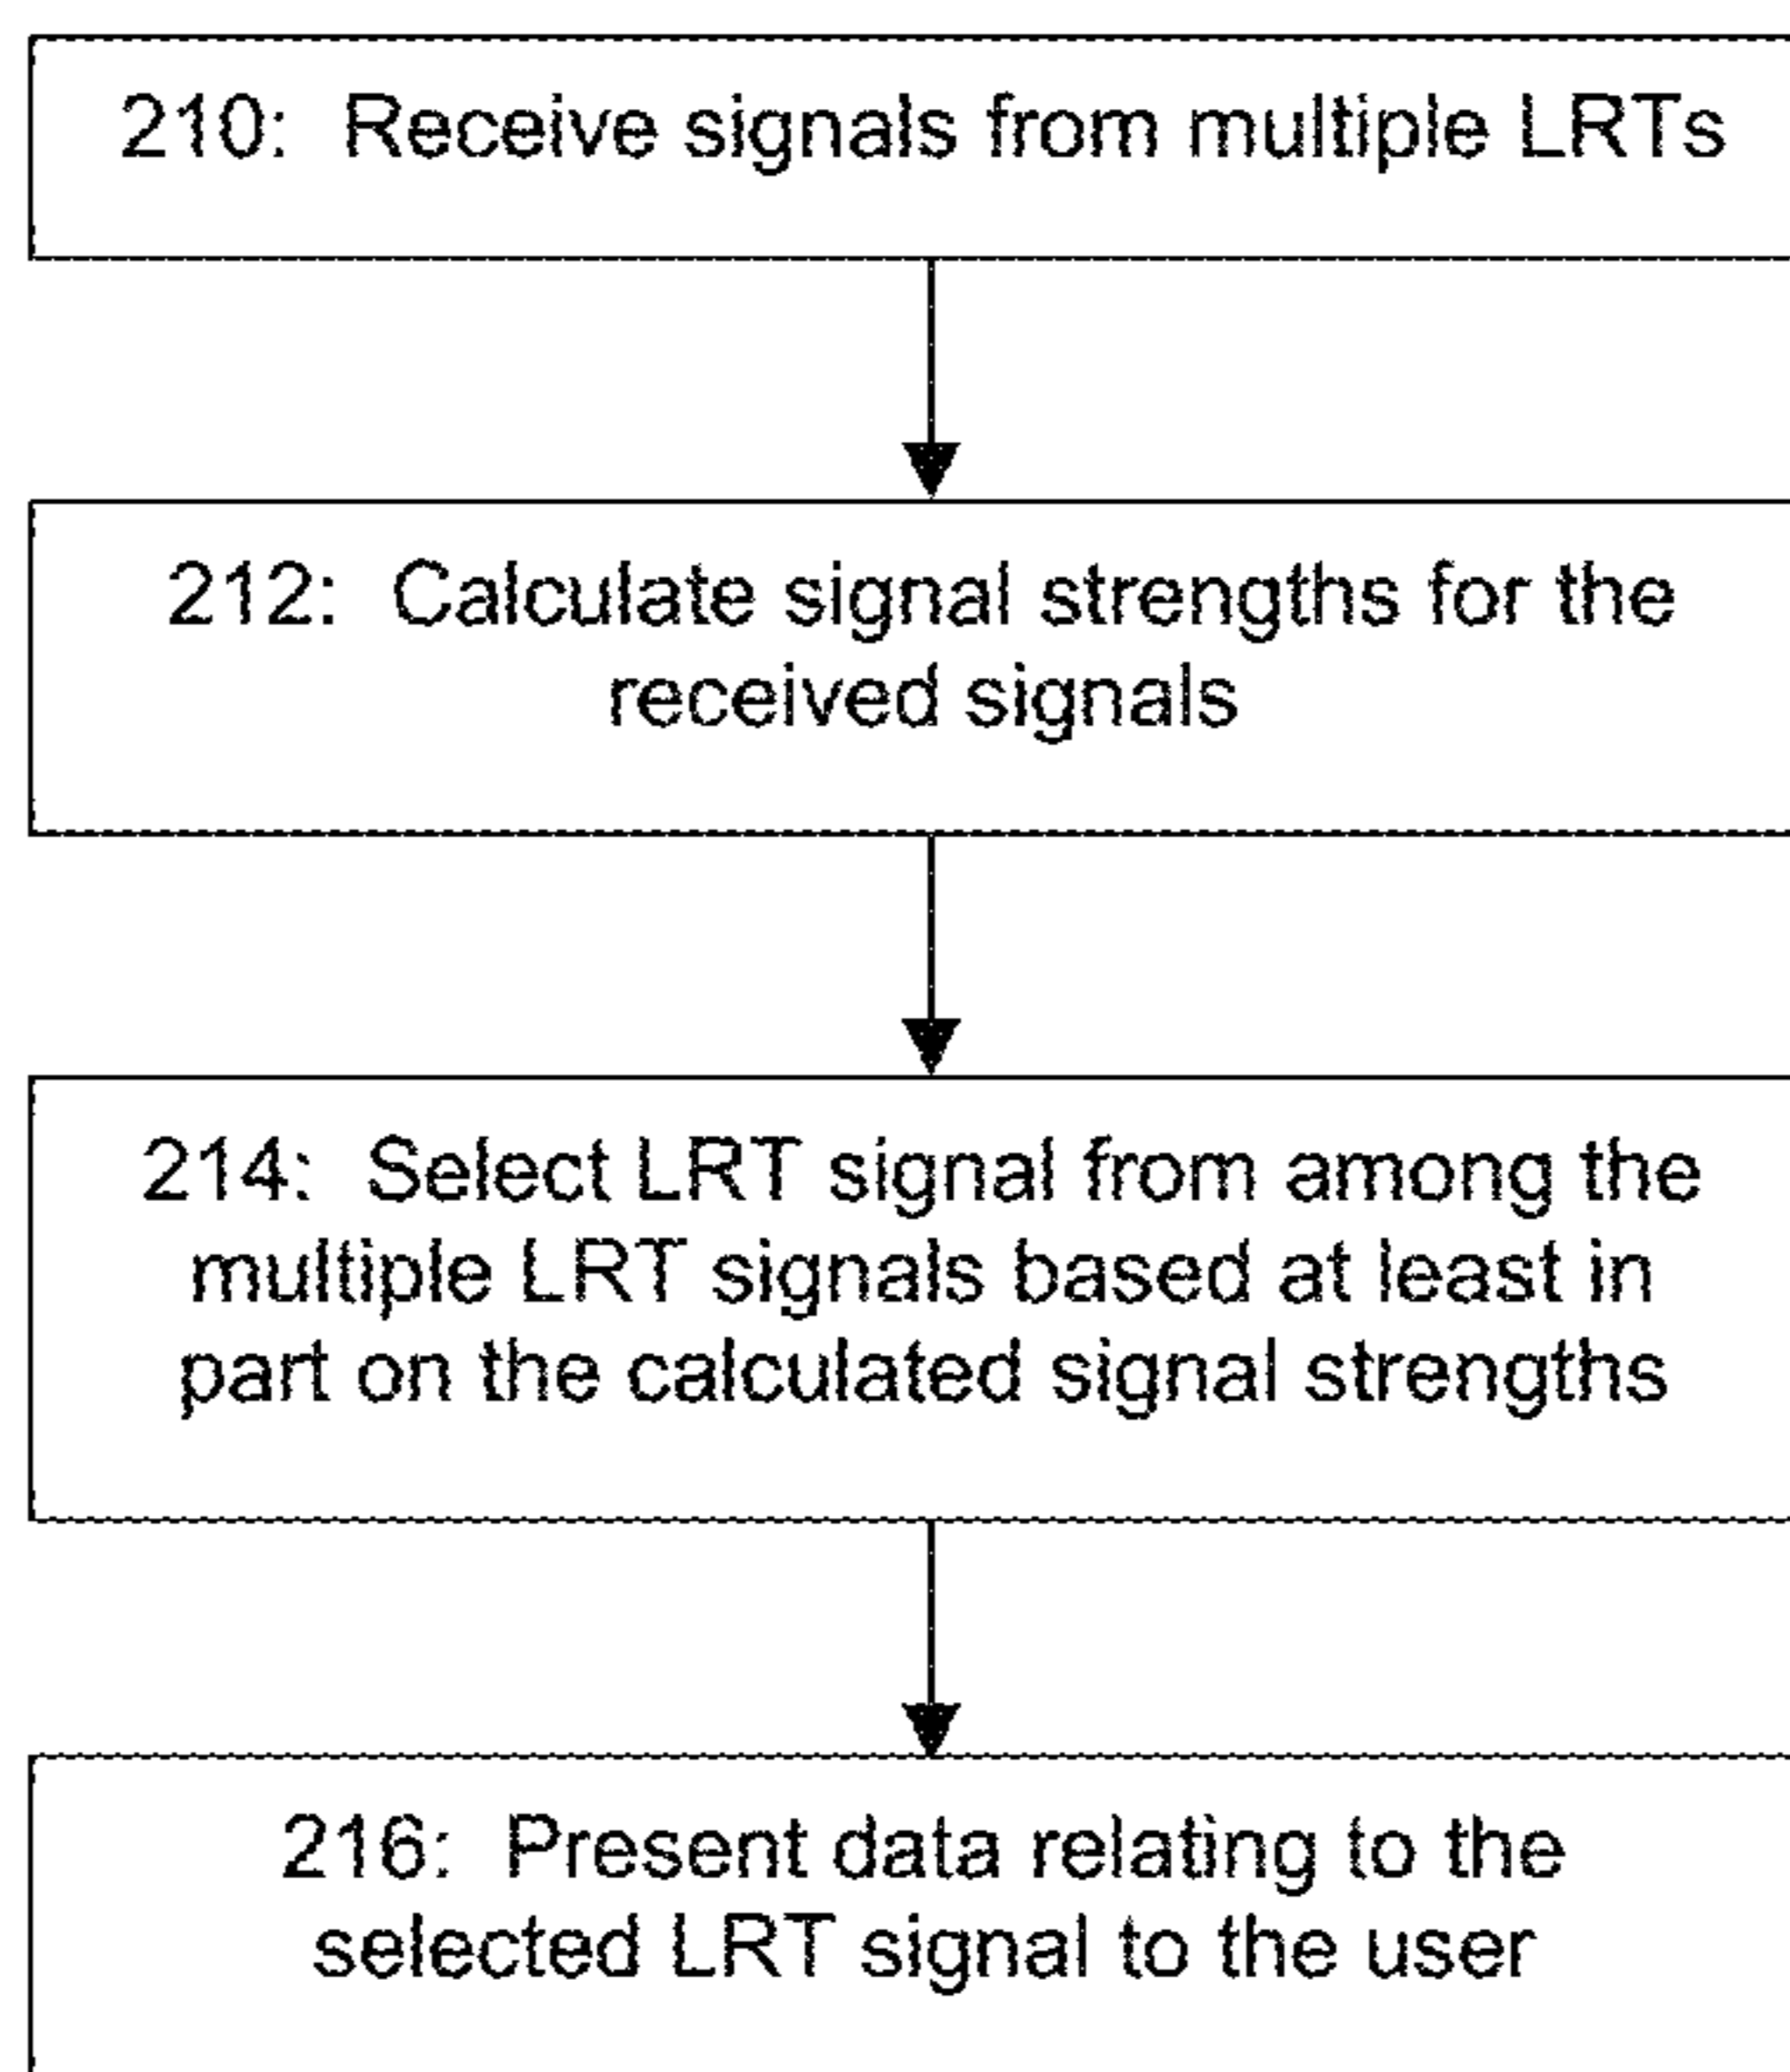 210: Receive signals from multiple LRTs
212: Calculate signal strengths for the
received signals
214: Select LRT signal from among the
multiple LRT signals based at least in
part on the calculated signal strengths
216: Present data relating to the
selected LRT signal to the user